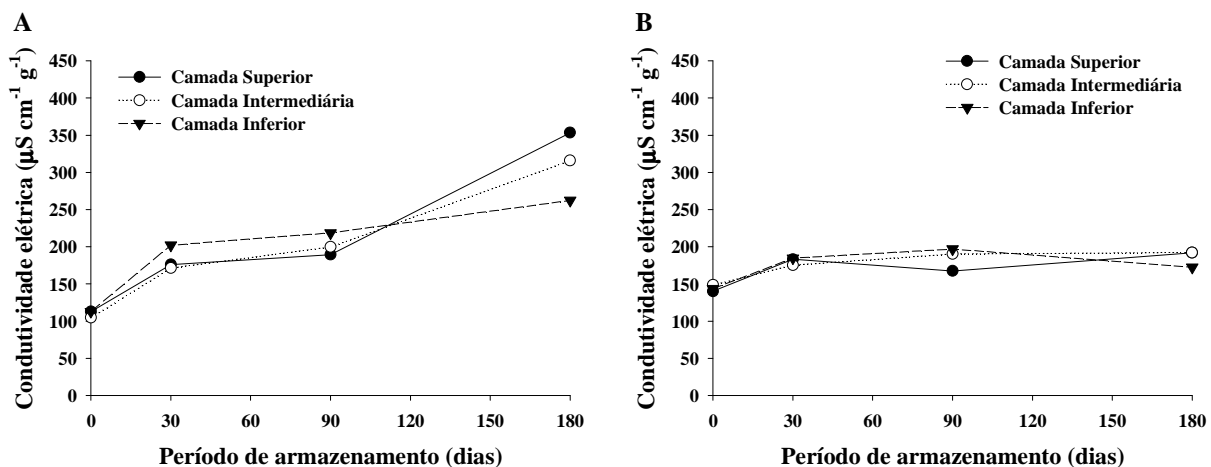 A
Condutividade elétrica (µS cm⁻¹ g⁻¹)
450
400
350
300
250
200
150
100
50
0
Camada Superior
Camada Intermediária
Camada Inferior
0 30 60 90 120 150 180
Período de armazenamento (dias)
B
Condutividade elétrica (µS cm⁻¹ g⁻¹)
450
400
350
300
250
200
150
100
50
0
Camada Superior
Camada Intermediária
Camada Inferior
0 30 60 90 120 150 180
Período de armazenamento (dias)